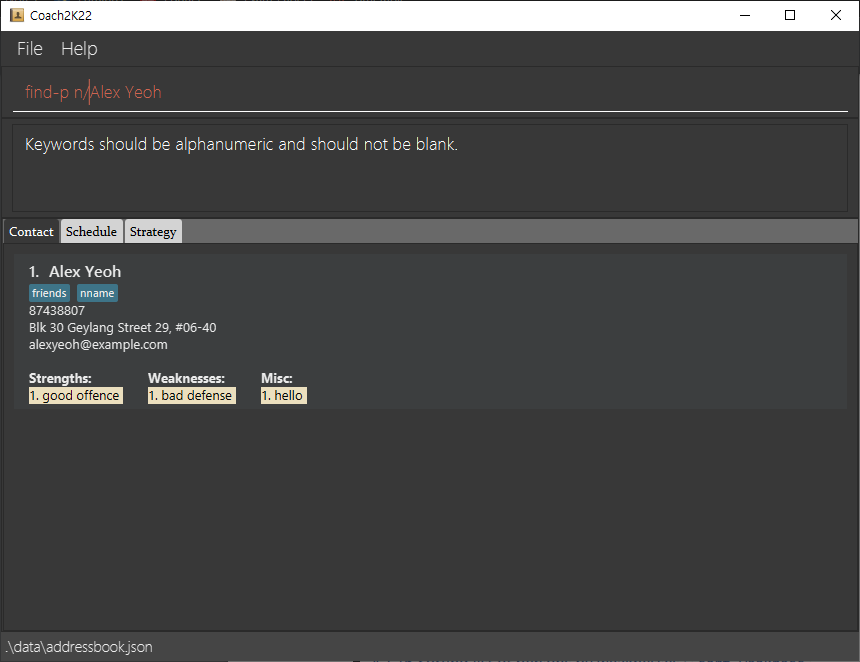 Coach2K22
File Help
find-p n/Alex Yeoh
Keywords should be alphanumeric and should not be blank.
Contact Schedule Strategy
1. Alex Yeoh
friends nname
87438807
Blk 30 Geylang Street 29, #06-40
alexyeoh@example.com
Strengths: Weaknesses: Misc:
1. good offence 1. bad defense 1. hello
.\data\addressbook.json